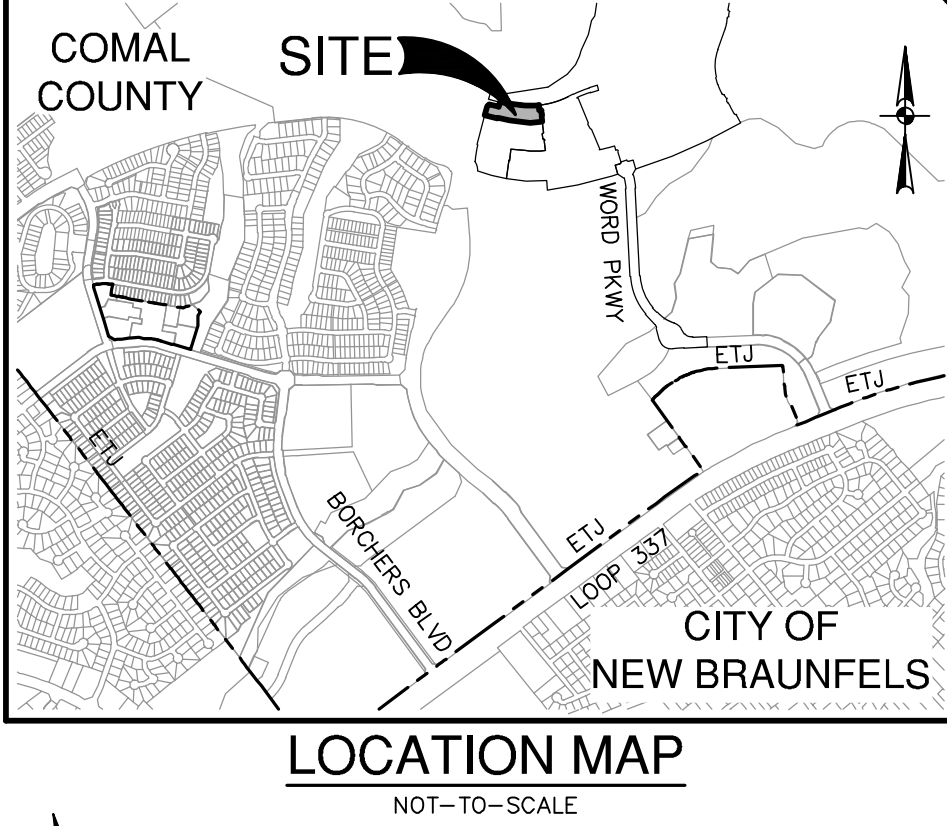 COMAL
COUNTY
SITE
WORD PKWY
ETJ
ETJ
ETJ
BORCHERS BLVD
ETJ
LOOP 337
CITY OF
NEW BRAUNFELS
LOCATION MAP
NOT-TO-SCALE